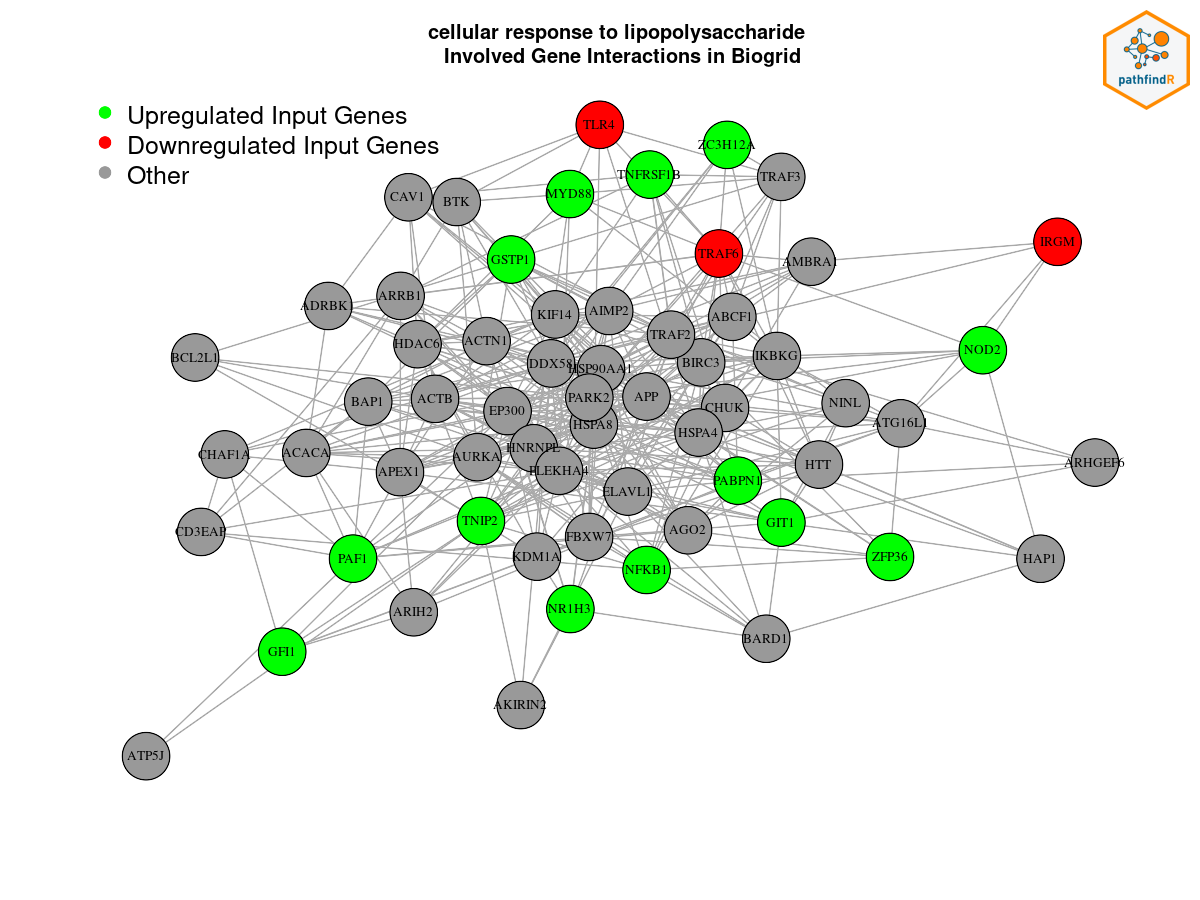 cellular response to lipopolysaccharide
Involved Gene Interactions in Biogrid
pathfindR
Upregulated Input Genes
Downregulated Input Genes
Other
TLR4
ZC3H12A
TNFRSF1B
TRAF3
MYD88
CAV1
BTK
IRGM
TRAF6
GSTP1
AMBRA1
ARRB1
ADRBK1
AIMP2
KIF14
ABCF1
TRAF2
ACTN1
HDAC6
NOD2
BCL2L1
IKBKG
BIRC3
DDX58
HSP90AA1
APP
PARK2
ACTB
BAP1
NINL
CHUK
EP300
ATG16L1
HSPA8
HSPA4
HNRNPL
ACACA
CHAF1A
AURKA
ARHGEF6
HTT
PLEKHA4
APEX1
PABPN1
ELAVL1
TNIP2
GIT1
AGO2
CD3EAP
FBXW7
KDM1A
ZFP36
PAF1
HAP1
NFKB1
NR1H3
ARIH2
BARD1
GFI1
AKIRIN2
ATP5J